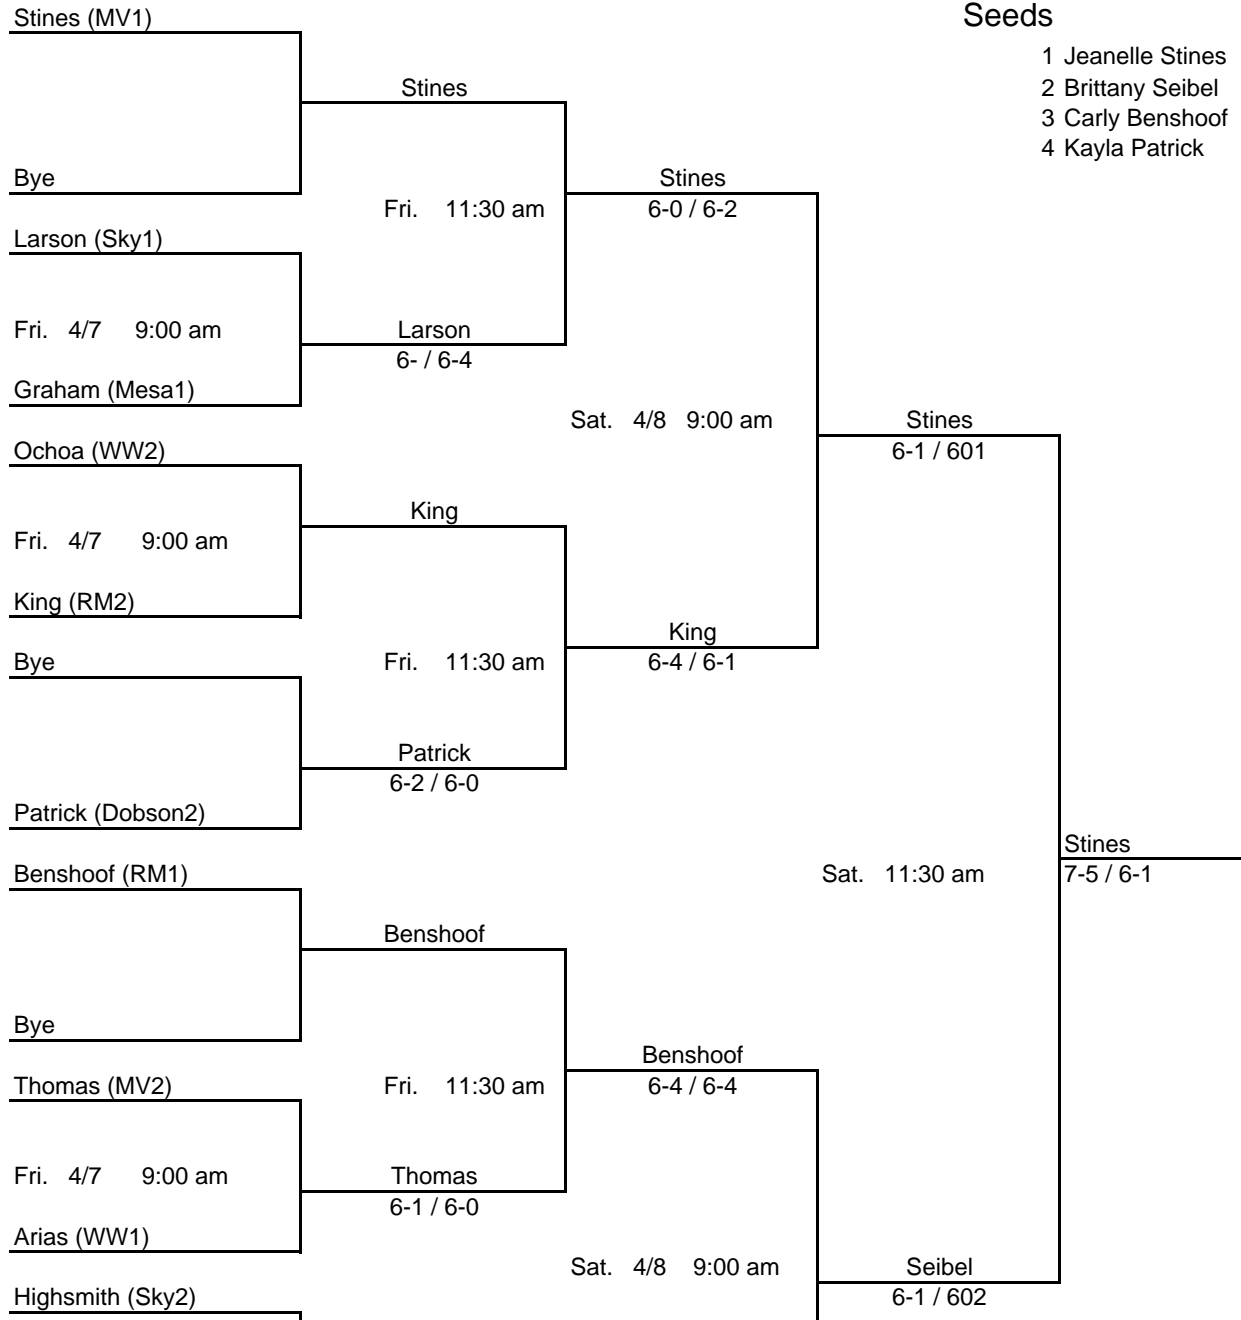 Stines (MV1)
Seeds
1 Jeanelle Stines
Stines
2 Brittany Seibel
3 Carly Benshoof
4 Kayla Patrick
Bye
Stines
Fri. 11:30 am
6-0 / 6-2
Larson (Sky1)
Fri. 4/7 9:00 am
Larson
6- / 6-4
Graham (Mesa1)
Sat. 4/8 9:00 am
Stines
Ochoa (WW2)
6-1 / 601
King
Fri. 4/7 9:00 am
King (RM2)
King
Bye
Fri. 11:30 am
6-4 / 6-1
Patrick
6-2 / 6-0
Patrick (Dobson2)
Stines
Benshoof (RM1)
Sat. 11:30 am
7-5 / 6-1
Benshoof
Bye
Benshoof
Thomas (MV2)
Fri. 11:30 am
6-4 / 6-4
Fri. 4/7 9:00 am
Thomas
6-1 / 6-0
Arias (WW1)
Sat. 4/8 9:00 am
Seibel
Highsmith (Sky2)
6-1 / 602